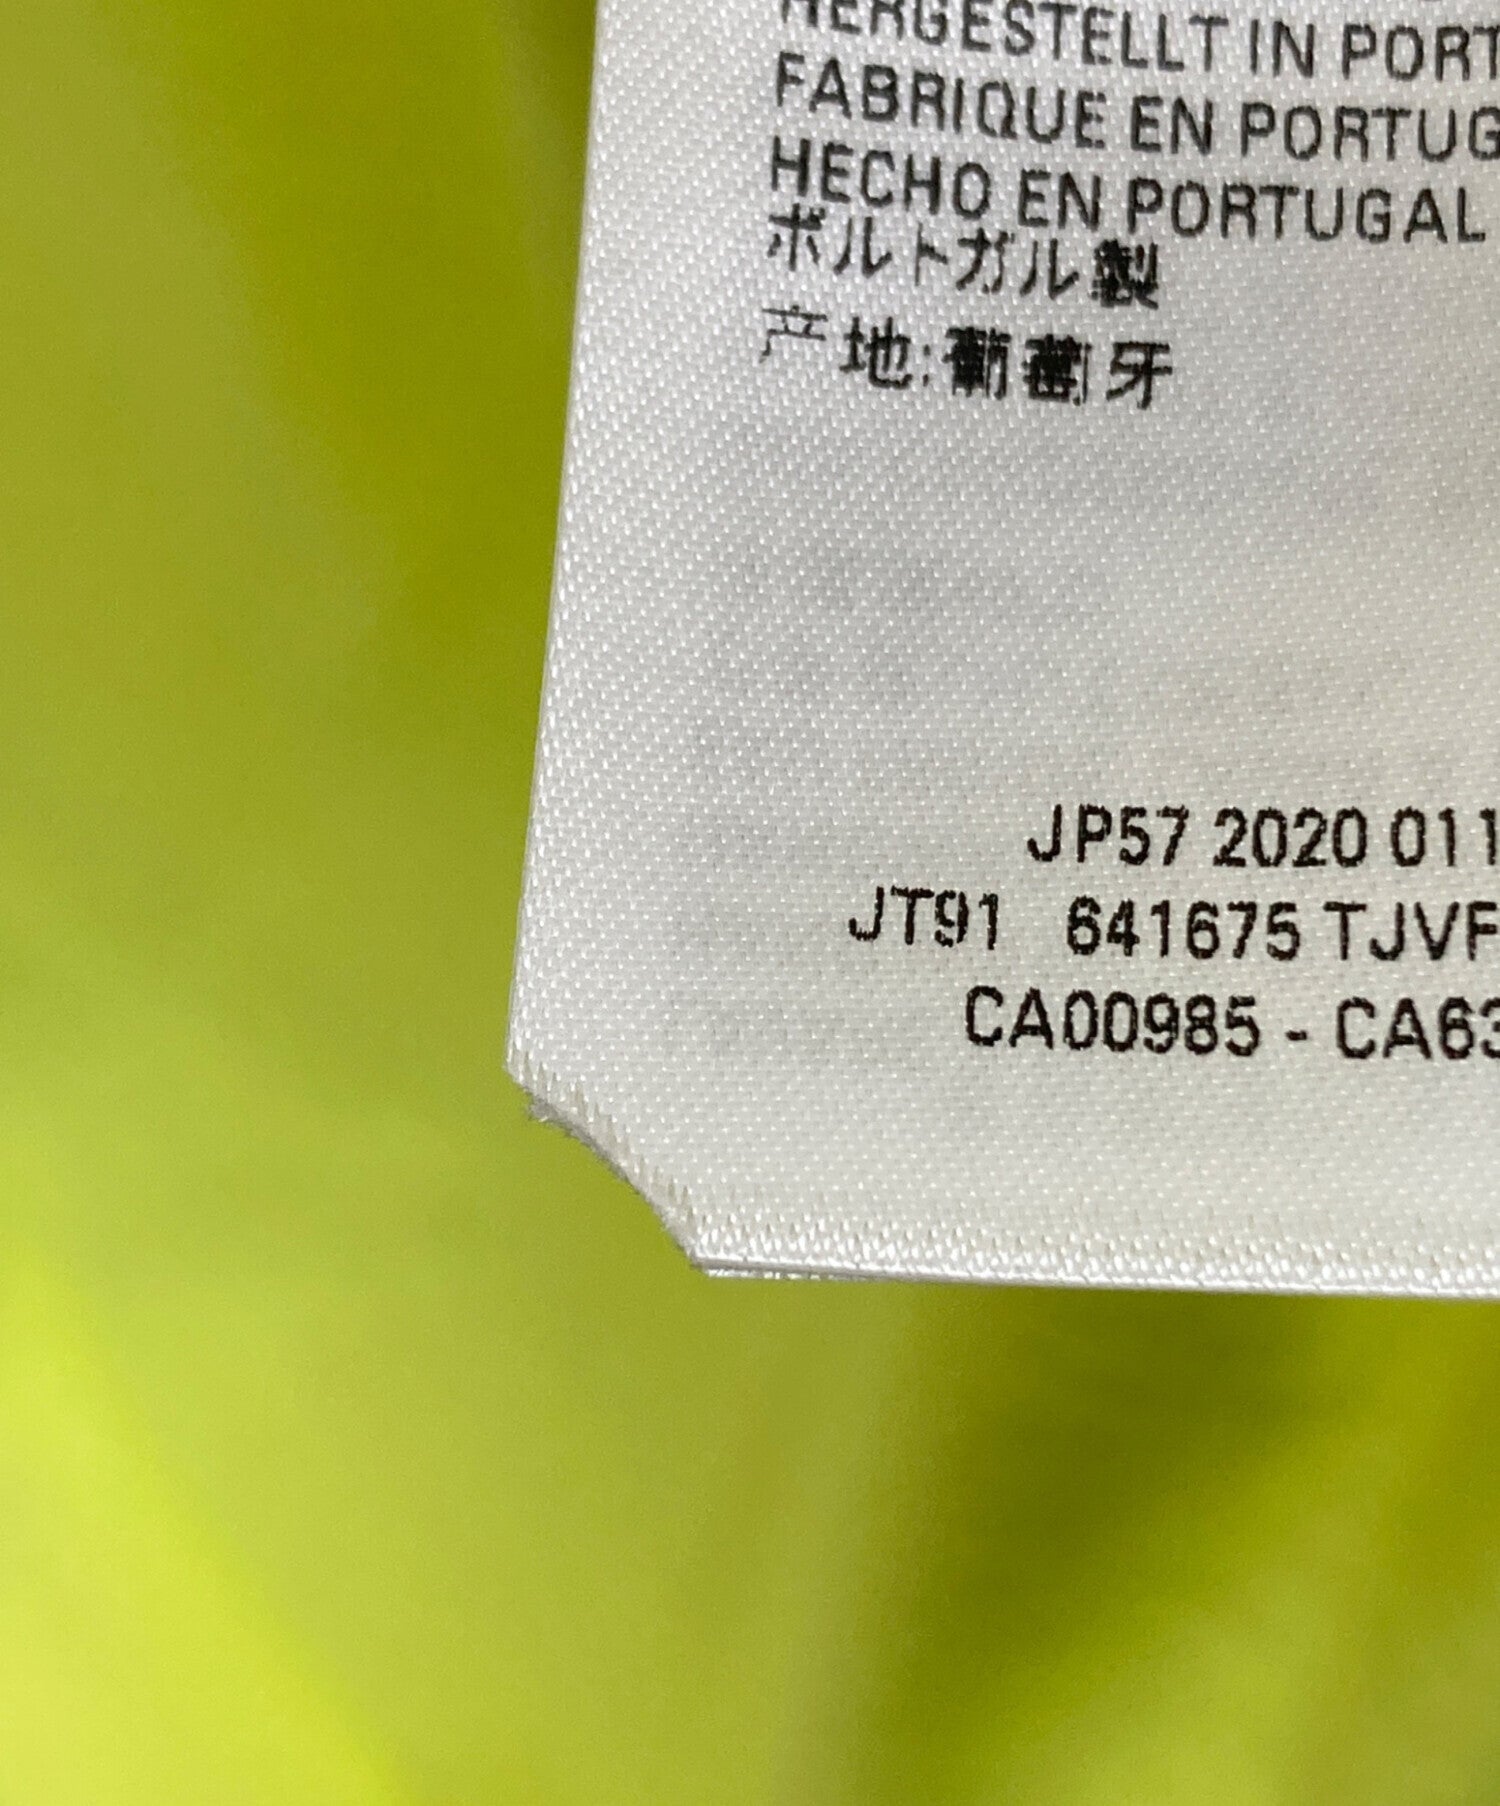 HERGESTELLT IN PORT
FABRIQUE EN PORTUG
HECHO EN PORTUGAL
ポルトガル製
产地:葡萄牙
JP57 2020 011
JT91 641675 TJVF
CA00985 - CA63